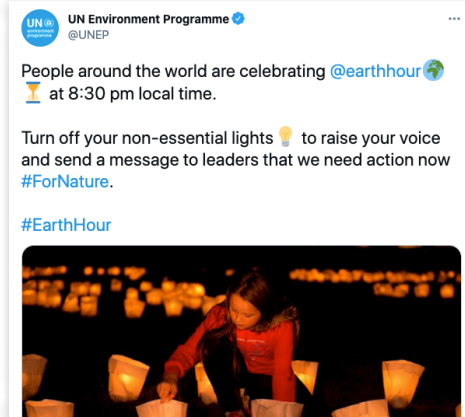 UN Environment Programme
@UNEP
UN
environment
programme
People around the world are celebrating @earthhour🌍
⏳ at 8:30 pm local time.
Turn off your non-essential lights💡 to raise your voice
and send a message to leaders that we need action now
#ForNature.
#EarthHour